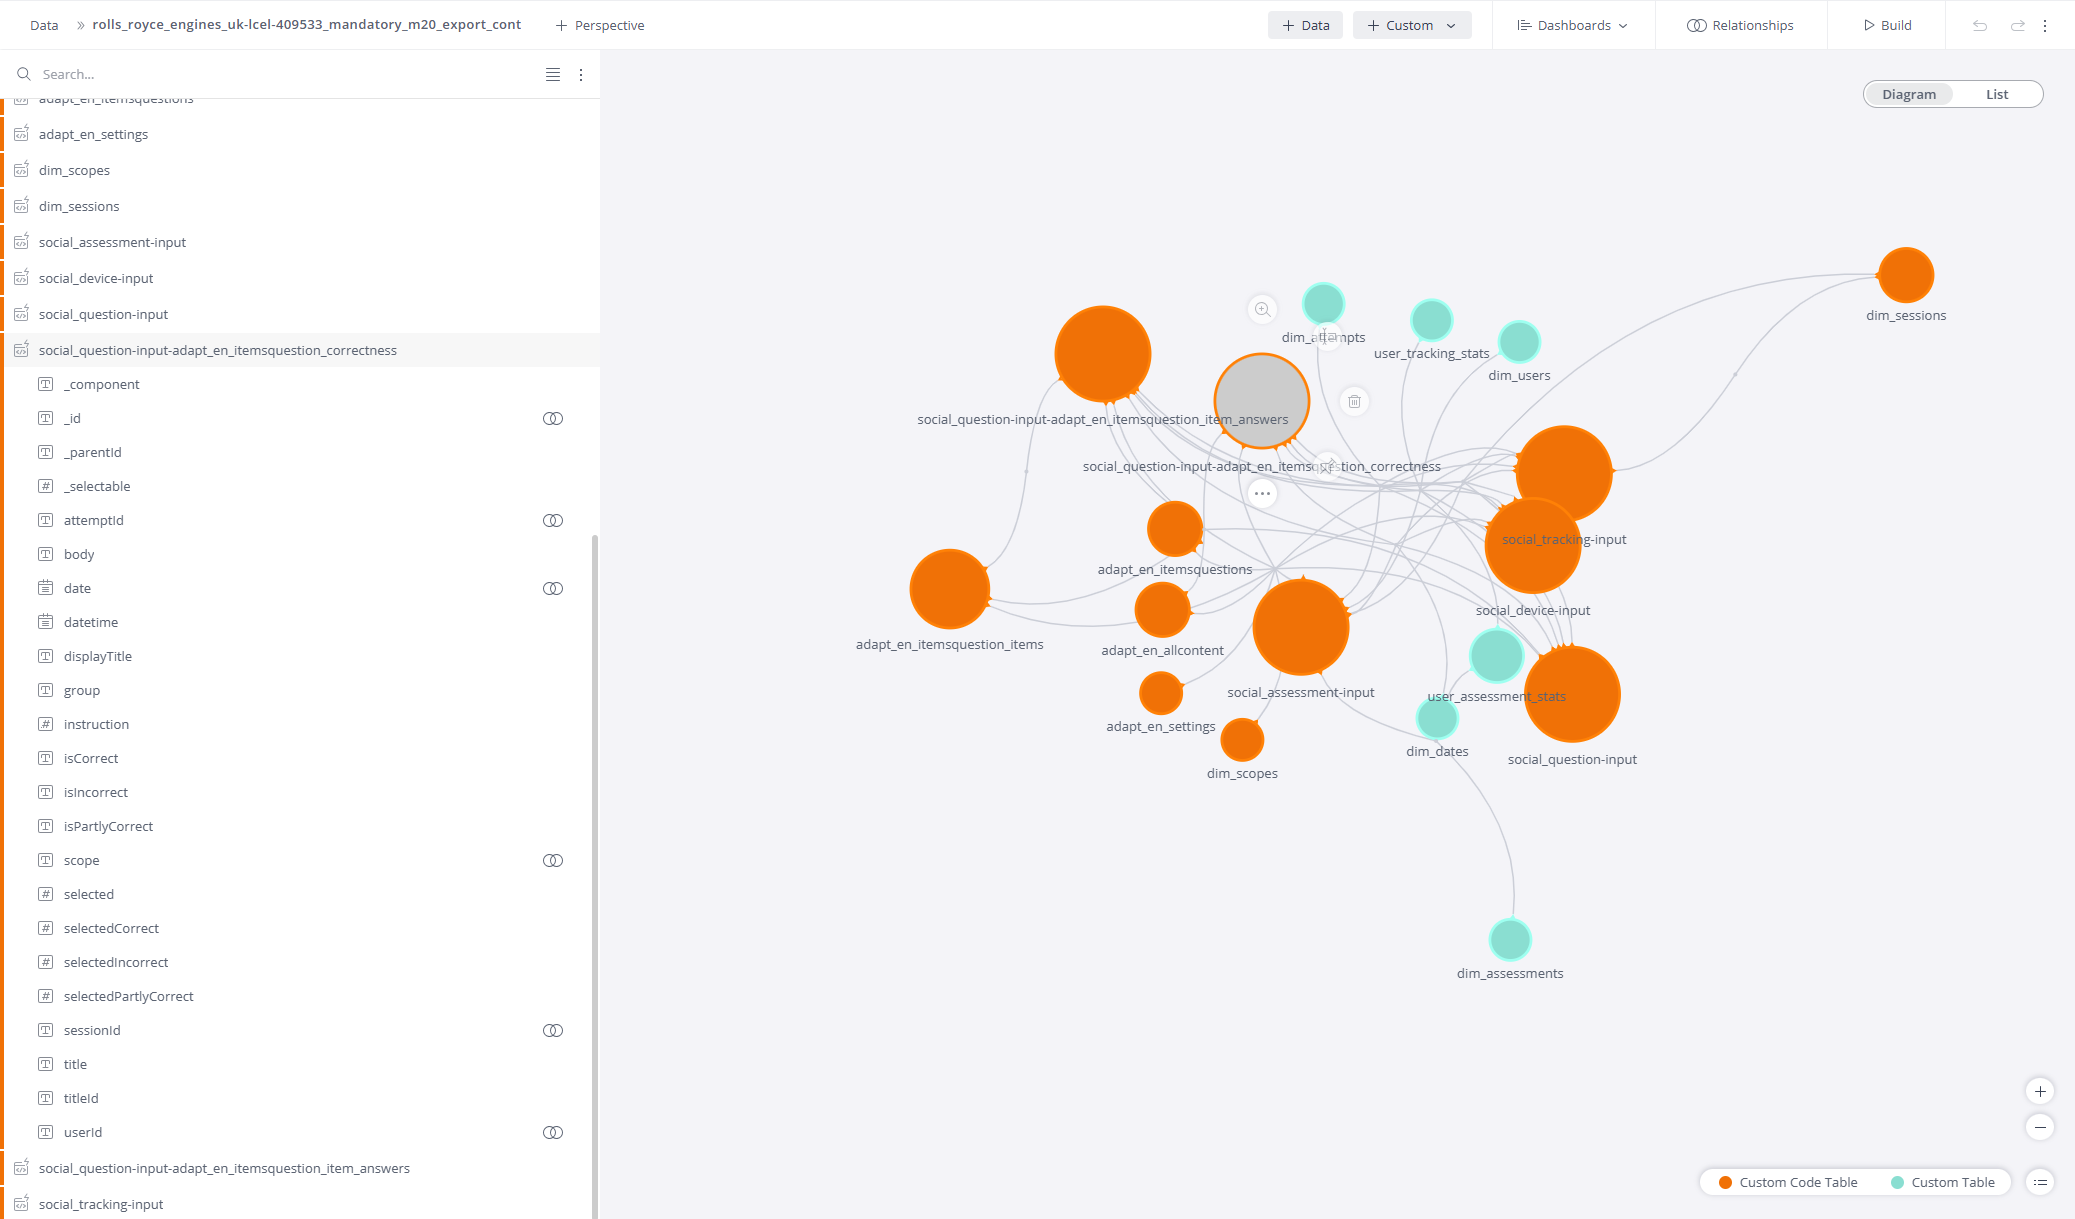 Data » rolls_royce_engines_uk-lcel-409533_mandatory_m20_export_cont + Perspective
+ Data
+ Custom
Dashboards
Relationships
Build
Search...
adapt_en_itemsquestions
adapt_en_settings
dim_scopes
dim_sessions
social_assessment-input
social_device-input
social_question-input
social_question-input-adapt_en_itemsquestion_correctness
_component
_id
_parentId
_selectable
attemptId
body
date
datetime
displayTitle
group
instruction
isCorrect
isIncorrect
isPartlyCorrect
scope
selected
selectedCorrect
selectedIncorrect
selectedPartlyCorrect
sessionId
title
titleId
userId
social_question-input-adapt_en_itemsquestion_item_answers
social_tracking-input
Diagram
List
dim_sessions
dim_attempts
user_tracking_stats
dim_users
social_question-input-adapt_en_itemsquestion_item_answers
social_question-input-adapt_en_itemsquestion_correctness
social_tracking-input
adapt_en_itemsquestions
social_device-input
adapt_en_itemsquestion_items
adapt_en_allcontent
social_assessment-input
user_assessment_stats
adapt_en_settings
dim_dates
social_question-input
dim_scopes
dim_assessments
Custom Code Table
Custom Table